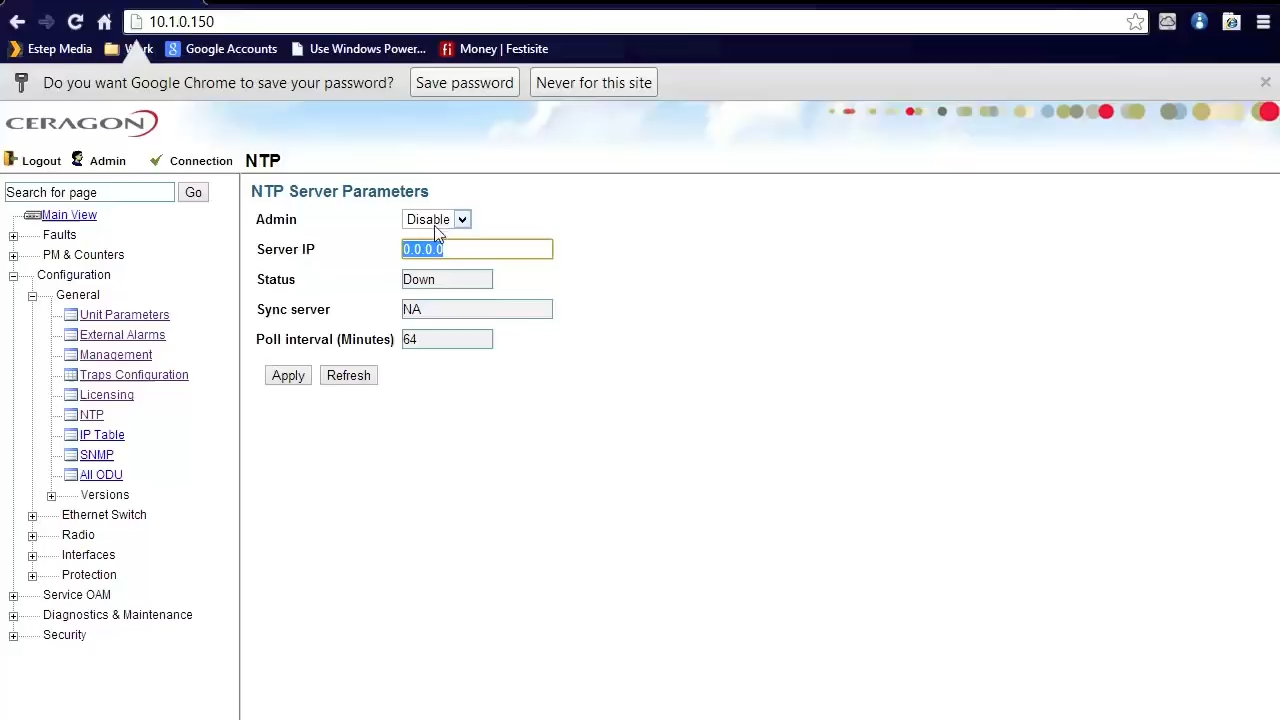 10.1.0.150
Estep Media Work Google Accounts Use Windows Power... Money | Festisite
Do you want Google Chrome to save your password? Save password Never for this site
CERAGON
Logout Admin Connection NTP
Search for page Go
Main View
Faults
PM & Counters
Configuration
General
Unit Parameters
External Alarms
Management
Traps Configuration
Licensing
NTP
IP Table
SNMP
All ODU
Versions
Ethernet Switch
Radio
Interfaces
Protection
Service OAM
Diagnostics & Maintenance
Security
NTP Server Parameters
Admin Disable
Server IP 0.0.0.0
Status Down
Sync server NA
Poll interval (Minutes) 64
Apply Refresh